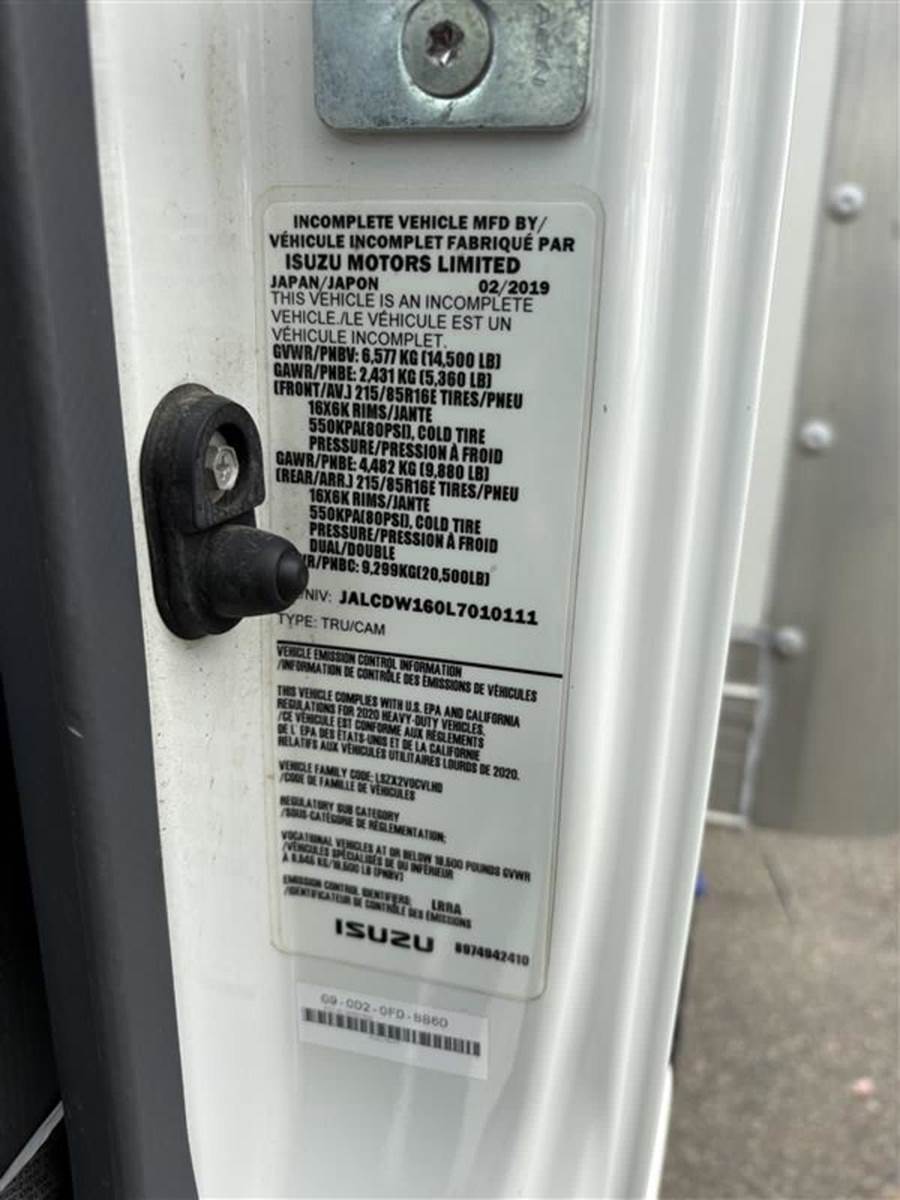 INCOMPLETE VEHICLE MFD BY/
VÉHICULE INCOMPLET FABRIQUÉ PAR
ISUZU MOTORS LIMITED
JAPAN/JAPON 02/2019
THIS VEHICLE IS AN INCOMPLETE
VEHICLE./LE VÉHICULE EST UN
VÉHICULE INCOMPLET.
GVWR/PNBV: 6,577 KG (14,500 LB)
GAWR/PNBE: 2,431 KG (5,360 LB)
(FRONT/AV.) 215/85R16E TIRES/PNEU
16X6K RIMS/JANTE
550KPA(80PSI), COLD TIRE
PRESSURE/PRESSION À FROID
GAWR/PNBE: 4,482 KG (9,880 LB)
(REAR/ARR.) 215/85R16E TIRES/PNEU
16X6K RIMS/JANTE
550KPA(80PSI), COLD TIRE
PRESSURE/PRESSION À FROID
DUAL/DOUBLE
R/PNBC: 9,299KG(20,500LB)
/NIV: JALCDW160L7010111
TYPE: TRU/CAM
VEHICLE EMISSION CONTROL INFORMATION
/INFORMATION DE CONTRÔLE DES ÉMISSIONS DE VÉHICULES
THIS VEHICLE COMPLIES WITH U.S. EPA AND CALIFORNIA
REGULATIONS FOR 2020 HEAVY-DUTY VEHICLES.
/CE VÉHICULE EST CONFORME AUX RÈGLEMENTS
DE L' EPA DES ÉTATS-UNIS ET DE LA CALIFORNIE
RELATIFS AUX VÉHICULES UTILITAIRES LOURDS DE 2020.
VEHICLE FAMILY CODE: LSZX2VOCVLHD
/CODE DE FAMILLE DE VÉHICULES
REGULATORY SUB CATEGORY
/SOUS-CATÉGORIE DE RÉGLEMENTATION:
VOCATIONAL VEHICLES AT OR BELOW 19,500 POUNDS GVWR
/VÉHICULES SPÉCIALISÉS DE OU INFÉRIEUR
À 8,845 KG/19,500 LB (PNBV)
EMISSION CONTROL IDENTIFIERS: LRRA
/IDENTIFICATEUR DE CONTRÔLE DES ÉMISSIONS
ISUZU 8974942410
09-0D2-0FD-8860